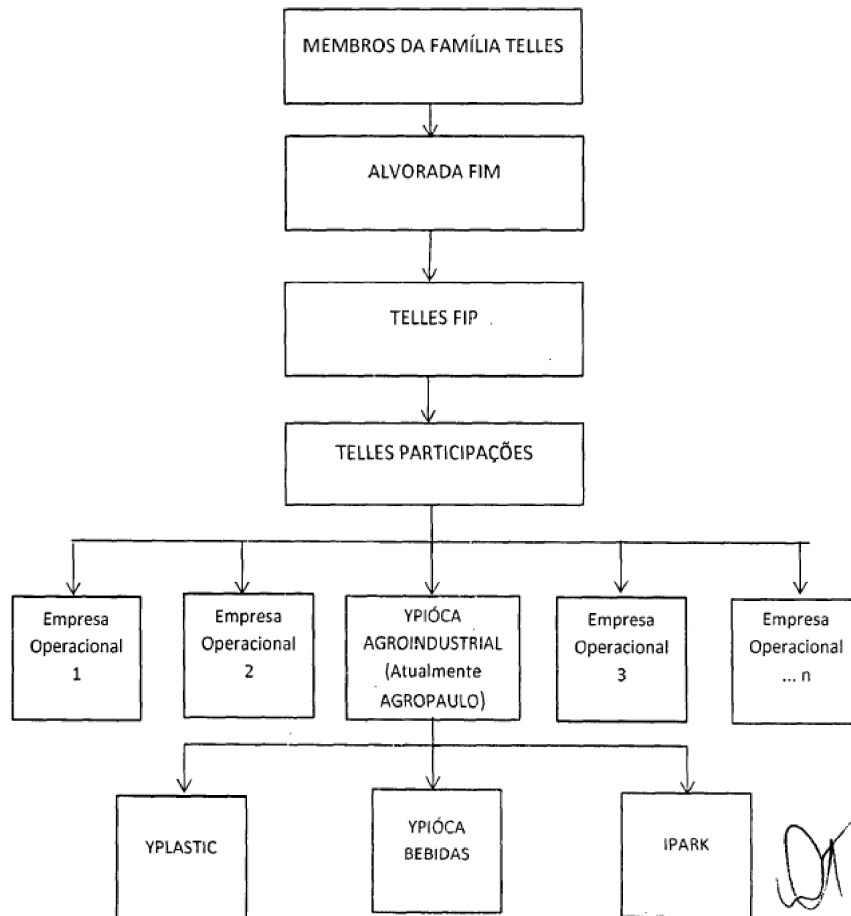 MEMBROS DA FAMÍLIA TELLES
ALVORADA FIM
TELLES FIP
TELLES PARTICIPAÇÕES
Empresa
Operacional
1
Empresa
Operacional
2
YPIÓCA
AGROINDUSTRIAL
(Atualmente
AGROPAULO)
Empresa
Operacional
3
Empresa
Operacional
... n
YPLASTIC
YPIÓCA
BEBIDAS
IPARK